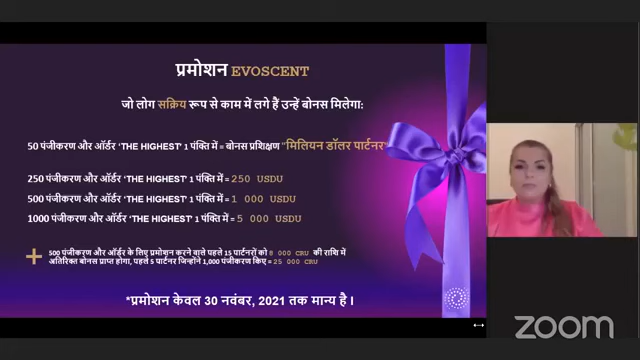 प्रमोशन EVOSCENT
जो लोग सक्रिय रूप से काम में लगे हैं उन्हें बोनस मिलेगा:
50 पंजीकरण और ऑर्डर ‘THE HIGHEST’ 1 पंक्ति में = बोनस प्रशिक्षण "मिलियन डॉलर पार्टनर"
250 पंजीकरण और ऑर्डर ‘THE HIGHEST’ 1 पंक्ति में = 250 USDU
500 पंजीकरण और ऑर्डर ‘THE HIGHEST’ 1 पंक्ति में = 1 000 USDU
1000 पंजीकरण और ऑर्डर ‘THE HIGHEST’ 1 पंक्ति में = 5 000 USDU
+ 500 पंजीकरण और ऑर्डर के लिए प्रमोशन करने वाले पहले 15 पार्टनरों को 8 000 CRU की राशि में
अतिरिक्त बोनस प्राप्त होगा, पहले 5 पार्टनर जिन्होंने 1,000 पंजीकरण किए = 25 000 CRU
*प्रमोशन केवल 30 नवंबर, 2021 तक मान्य है ।
zoom